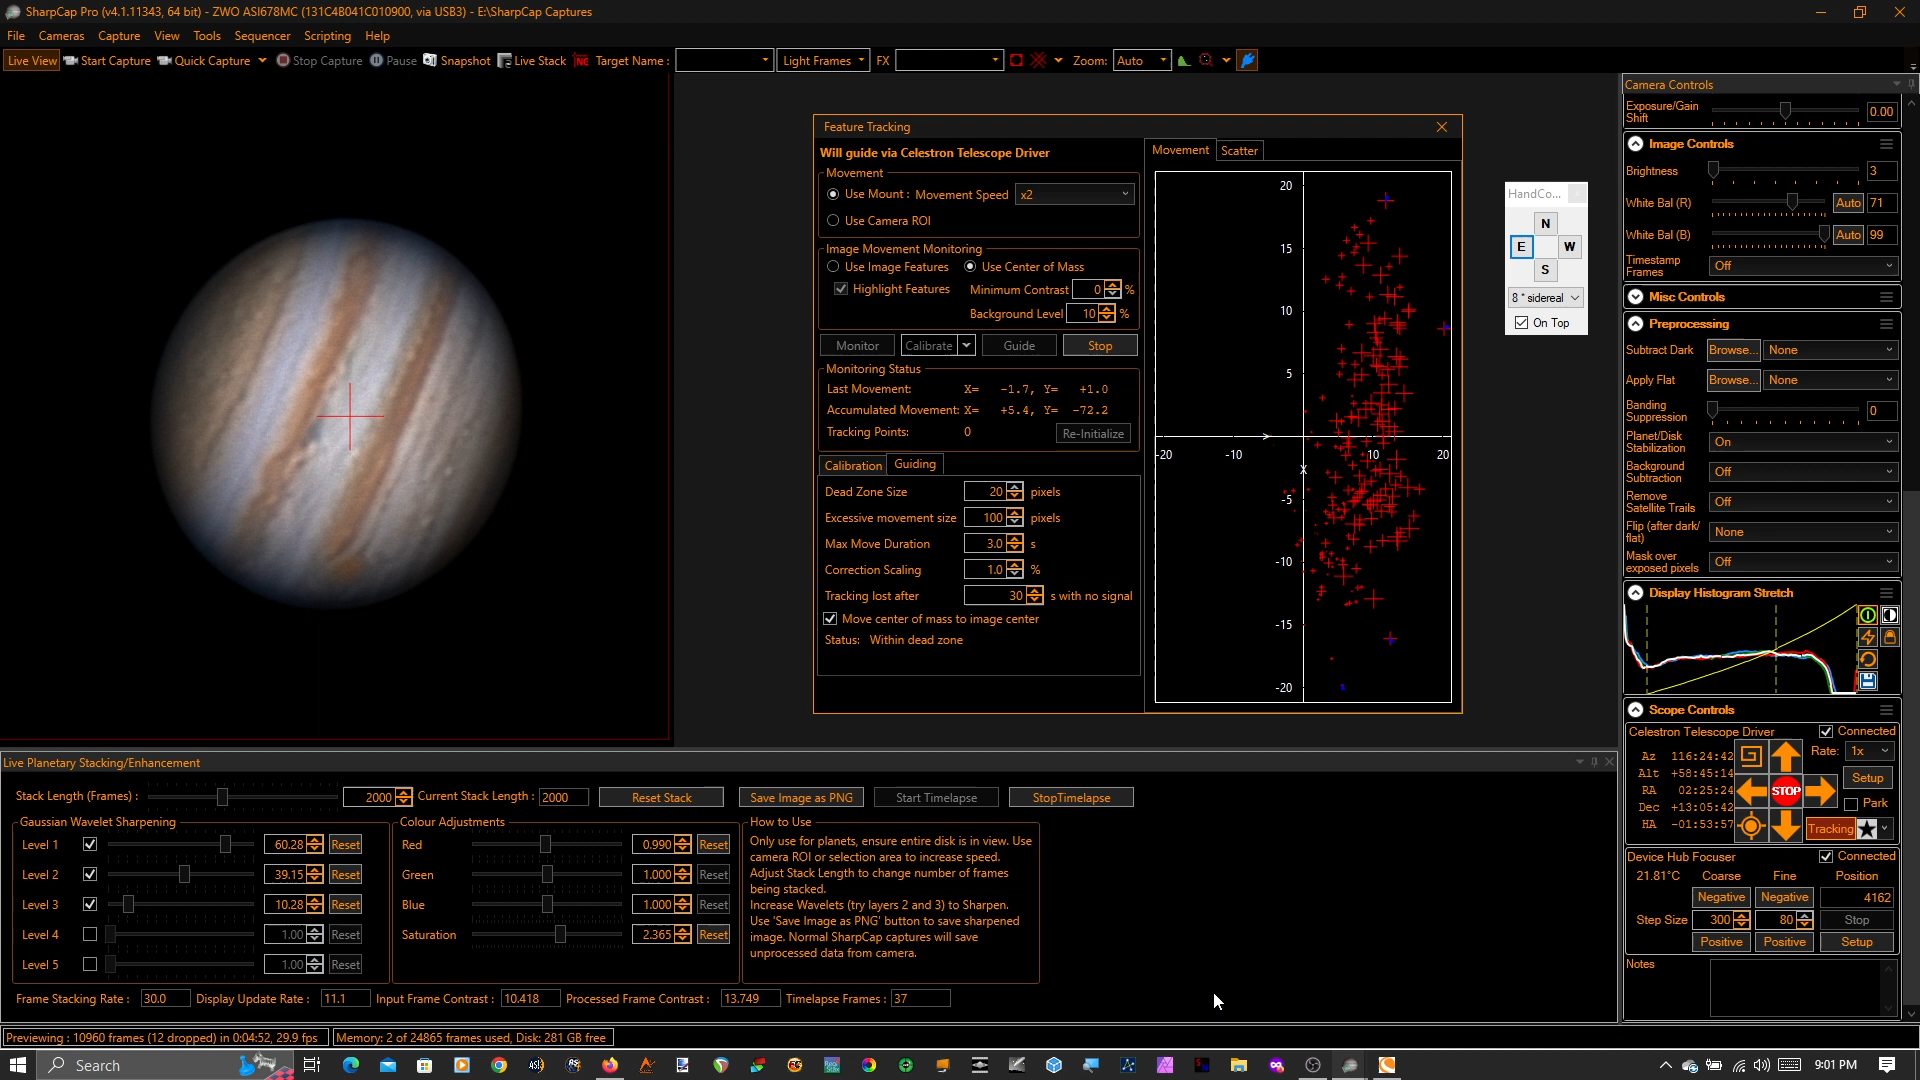 SharpCap Pro (v4.1.11343, 64 bit) - ZWO ASI678MC (131C4B041C010900, via USB3) - E:\SharpCap Captures
File Cameras Capture View Tools Sequencer Scripting Help
Live View Start Capture Quick Capture Stop Capture Pause Snapshot Live Stack Target Name : Light Frames FX Zoom: Auto
Feature Tracking
Will guide via Celestron Telescope Driver
Movement
Use Mount : Movement Speed x2
Use Camera ROI
Image Movement Monitoring
Use Image Features Use Center of Mass
Highlight Features Minimum Contrast 0 %
Background Level 10 %
Monitor Calibrate Guide Stop
Monitoring Status
Last Movement: X= -1.7, Y= +1.0
Accumulated Movement: X= +5.4, Y= -72.2
Tracking Points: 0 Re-Initialize
Calibration Guiding
Dead Zone Size 20 pixels
Excessive movement size 100 pixels
Max Move Duration 3.0 s
Correction Scaling 1.0 %
Tracking lost after 30 s with no signal
Move center of mass to image center
Status: Within dead zone
Movement Scatter
20
15
10
5
-20 -10 10 20
X
-5
-10
-15
-20
HandCo...
N
E W
S
8 * sidereal
On Top
Camera Controls
Exposure/Gain Shift 0.00
Image Controls
Brightness 3
White Bal (R) Auto 71
White Bal (B) Auto 99
Timestamp Frames Off
Misc Controls
Preprocessing
Subtract Dark Browse... None
Apply Flat Browse... None
Banding Suppression 0
Planet/Disk Stabilization On
Background Subtraction Off
Remove Satellite Trails Off
Flip (after dark/flat) None
Mask over exposed pixels Off
Display Histogram Stretch
Scope Controls
Celestron Telescope Driver Connected
Az 116:24:42 Rate: 1x
Alt +58:45:14 Setup
RA 02:25:24 STOP
Dec +13:05:42 Park
HA -01:53:57 Tracking
Device Hub Focuser Connected
21.81°C Coarse Fine Position
Negative Negative 4162
Step Size 300 80 Stop
Positive Positive Setup
Notes
Live Planetary Stacking/Enhancement
Stack Length (Frames) : 2000 Current Stack Length : 2000 Reset Stack Save Image as PNG Start Timelapse StopTimelapse
Gaussian Wavelet Sharpening
Level 1 60.28 Reset
Level 2 39.15 Reset
Level 3 10.28 Reset
Level 4 1.00 Reset
Level 5 1.00 Reset
Colour Adjustments
Red 0.990 Reset
Green 1.000 Reset
Blue 1.000 Reset
Saturation 2.365 Reset
How to Use
Only use for planets, ensure entire disk is in view. Use
camera ROI or selection area to increase speed.
Adjust Stack Length to change number of frames
being stacked.
Increase Wavelets (try layers 2 and 3) to Sharpen.
Use 'Save Image as PNG' button to save sharpened
image. Normal SharpCap captures will save
unprocessed data from camera.
Frame Stacking Rate : 30.0 Display Update Rate : 11.1 Input Frame Contrast : 10.418 Processed Frame Contrast : 13.749 Timelapse Frames : 37
Previewing : 10960 frames (12 dropped) in 0:04:52, 29.9 fps Memory: 2 of 24865 frames used, Disk: 281 GB free
Search 9:01 PM